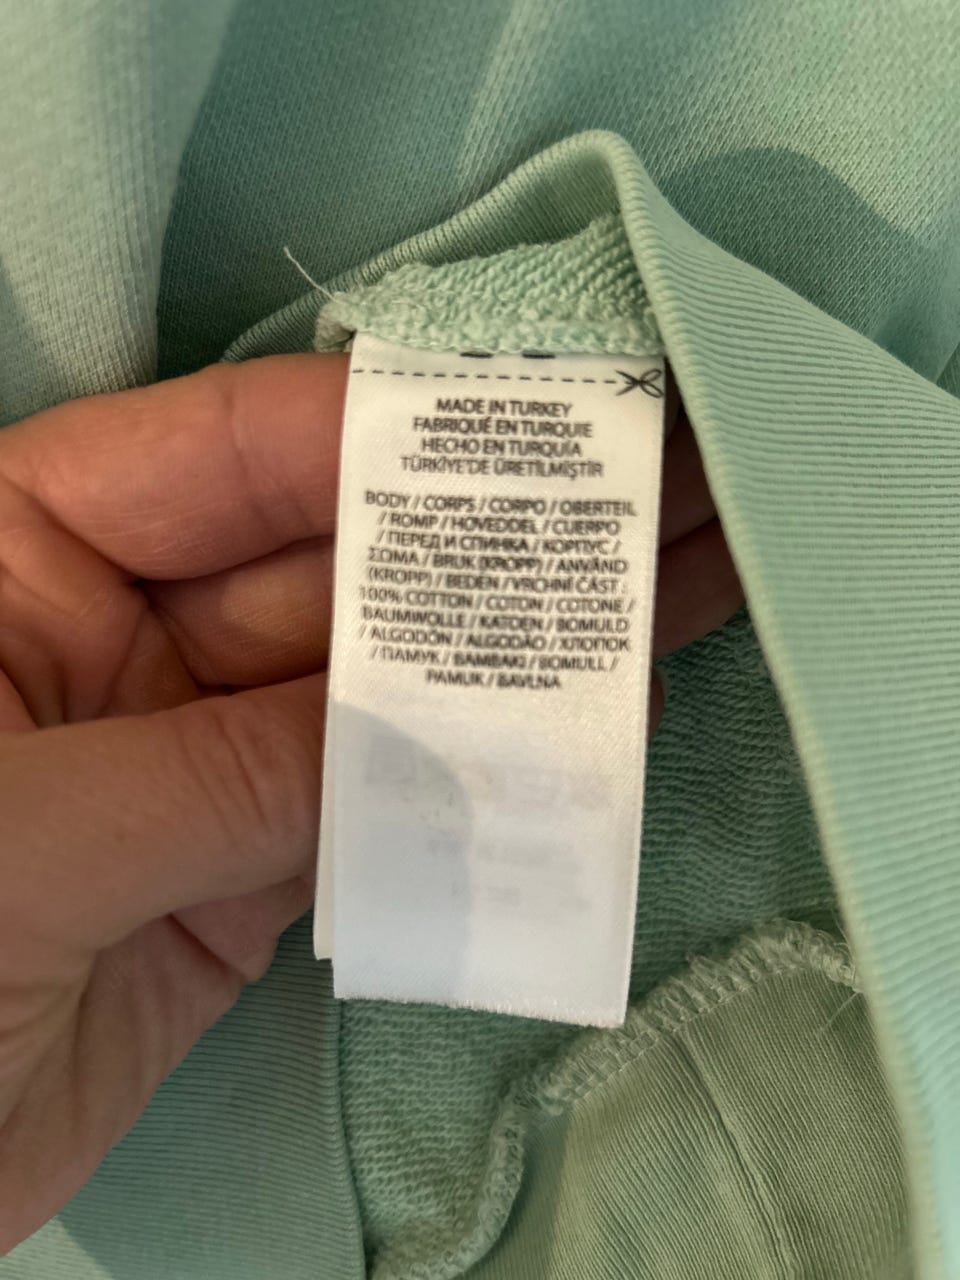 MADE IN TURKEY
FABRIQUÉ EN TURQUIE
HECHO EN TURQUÍA
TÜRKİYE'DE ÜRETİLMİŞTİR
BODY / CORPS / CORPO / OBERTEIL
/ ROMP / HOVEDDEL / CUERPO
/ ПЕРЕД И СПИНКА / КОРПУС /
ΣΩΜΑ / BRUK (KROPP) / ANVÄND
(KROPP) / BEDEN / VRCHNÍ ČÁST :
100% COTTON / COTON / COTONE /
BAUMWOLLE / KATOEN / BOMULD
/ ALGODÓN / ALGODÃO / ХЛОПОК
/ ПАМУК / ΒΑΜΒΑΚΙ / BOMULL /
PAMUK / BAVLNA